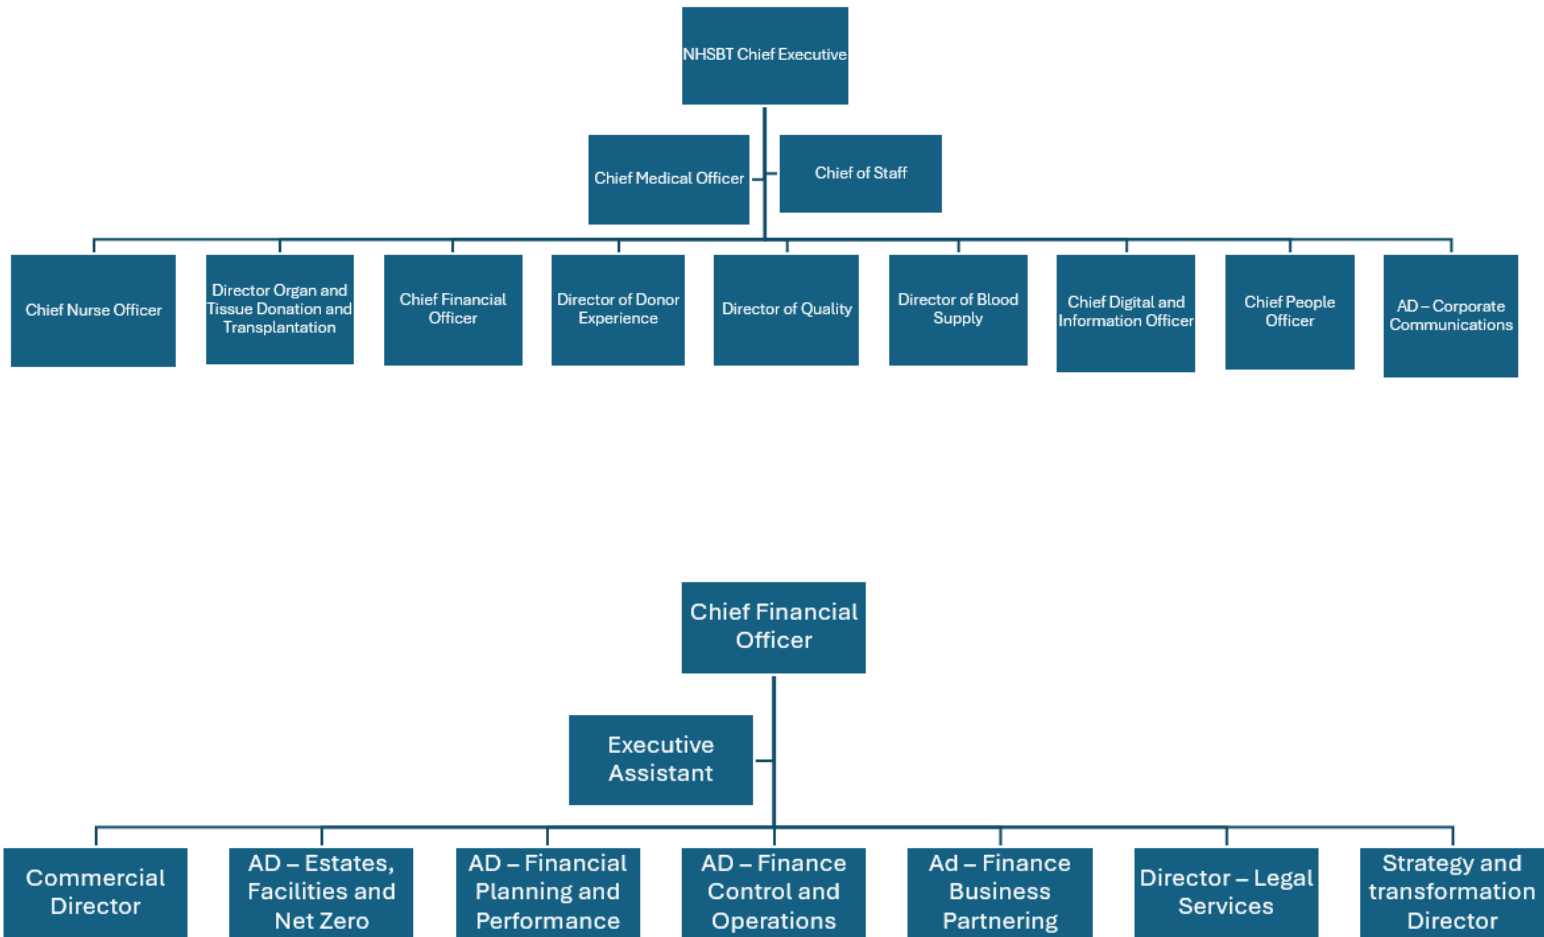 NHSBT Chief Executive
Chief Medical Officer
Chief of Staff
Chief Nurse Officer
Director Organ and
Tissue Donation and
Transplantation
Chief Financial
Officer
Director of Donor
Experience
Director of Quality
Director of Blood
Supply
Chief Digital and
Information Officer
Chief People
Officer
AD – Corporate
Communications
Chief Financial
Officer
Executive
Assistant
Commercial
Director
AD – Estates,
Facilities and
Net Zero
AD – Financial
Planning and
Performance
AD – Finance
Control and
Operations
Ad – Finance
Business
Partnering
Director – Legal
Services
Strategy and
transformation
Director